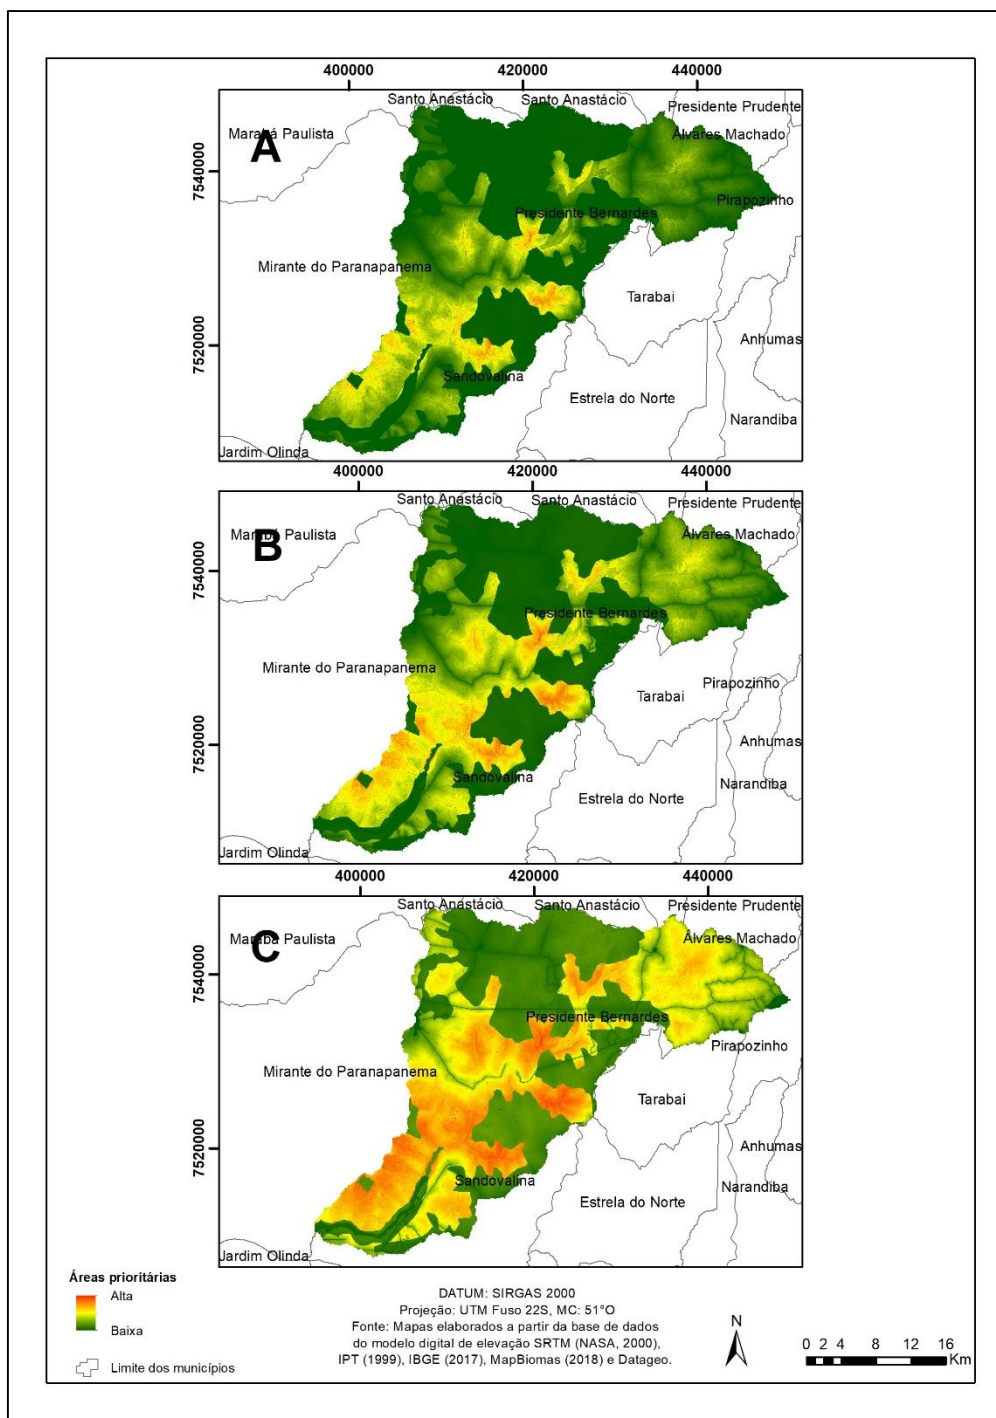 400000 420000 440000
Santo Anastácio Santo Anastácio Presidente Prudente
Marabá Paulista Álvares Machado
A
7540000
Pirapozinho
Presidente Bernardes
Mirante do Paranapanema
Tarabai
7520000
Anhumas
Sandovalina
Estrela do Norte
Narandiba
Jardim Olinda
400000 420000 440000
Santo Anastácio Santo Anastácio Presidente Prudente
Marabá Paulista Álvares Machado
B
7540000
Presidente Bernardes
Mirante do Paranapanema
Tarabai Pirapozinho
7520000
Anhumas
Sandovalina Narandiba
Estrela do Norte
Jardim Olinda
400000 420000 440000
Santo Anastácio Santo Anastácio Presidente Prudente
Marabá Paulista Álvares Machado
C
7540000
Presidente Bernardes
Pirapozinho
Mirante do Paranapanema
Tarabai
7520000
Anhumas
Sandovalina Narandiba
Estrela do Norte
Jardim Olinda
Áreas prioritárias
Alta
Baixa
Limite dos municípios
DATUM: SIRGAS 2000
Projeção: UTM Fuso 22S, MC: 51°O
Fonte: Mapas elaborados a partir da base de dados
do modelo digital de elevação SRTM (NASA, 2000),
IPT (1999), IBGE (2017), MapBiomas (2018) e Datageo.
N
0 2 4 8 12 16
Km